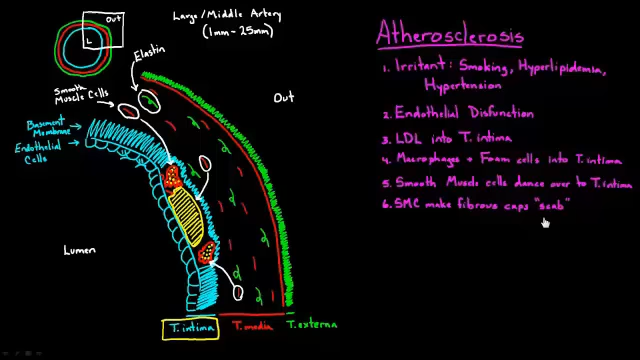 Out
L
Large/Middle Artery
(1mm-25mm)
Elastin
Smooth
Muscle Cells
Out
Basement
Membrane
Endothelial
Cells
Lumen
T. intima
T. media
T. externa
Atherosclerosis
1. Irritant: Smoking, Hyperlipidemia,
Hypertension
2. Endothelial Disfunction
3. LDL into T. intima
4. Macrophages + Foam cells into T. intima
5. Smooth Muscle cells dance over to T. intima
6. SMC make fibrous caps "scab"